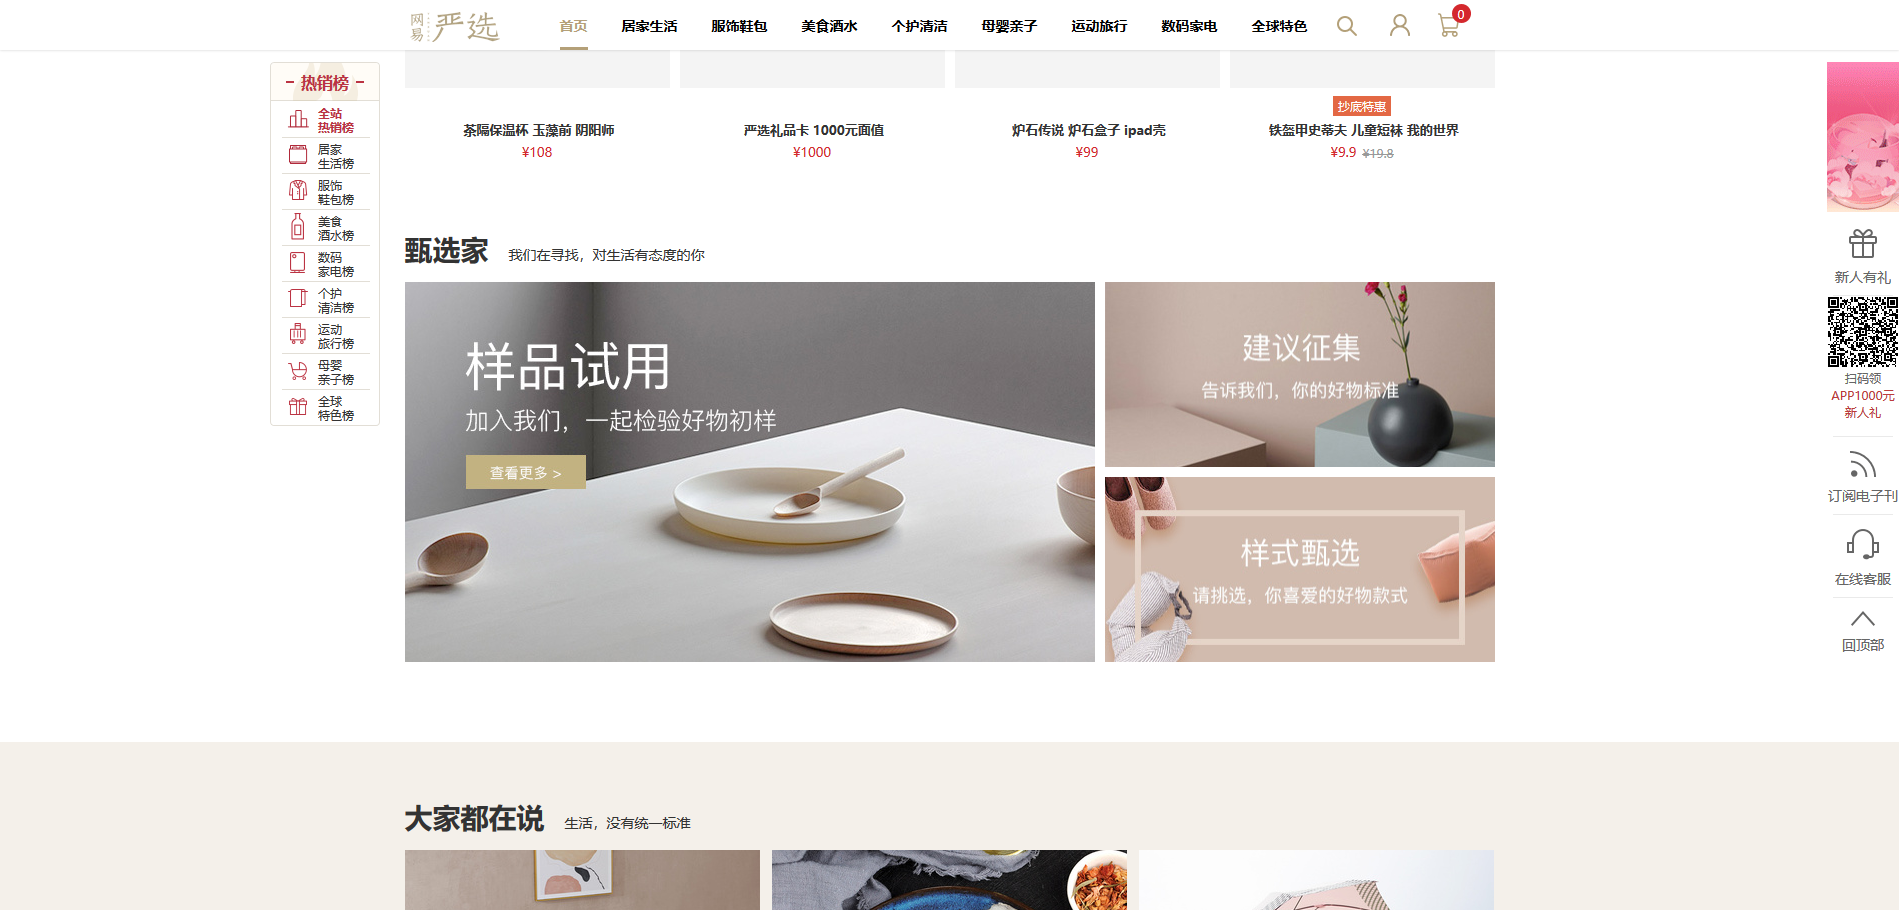 网易 严选
首页 居家生活 服饰鞋包 美食酒水 个护清洁 母婴亲子 运动旅行 数码家电 全球特色 0
热销榜
全站
热销榜
居家
生活榜
服饰
鞋包榜
美食
酒水榜
数码
家电榜
个护
清洁榜
运动
旅行榜
母婴
亲子榜
全球
特色榜
抄底特惠
茶隔保温杯 玉藻前 阴阳师
¥108
严选礼品卡 1000元面值
¥1000
炉石传说 炉石盒子 ipad壳
¥99
铁盔甲史蒂夫 儿童短袜 我的世界
¥9.9 ¥19.8
甄选家 我们在寻找，对生活有态度的你
样品试用
加入我们，一起检验好物初样
查看更多 >
建议征集
告诉我们，你的好物标准
样式甄选
请挑选，你喜爱的好物款式
大家都在说 生活，没有统一标准
新人有礼
扫码领
APP1000元
新人礼
订阅电子刊
在线客服
回顶部